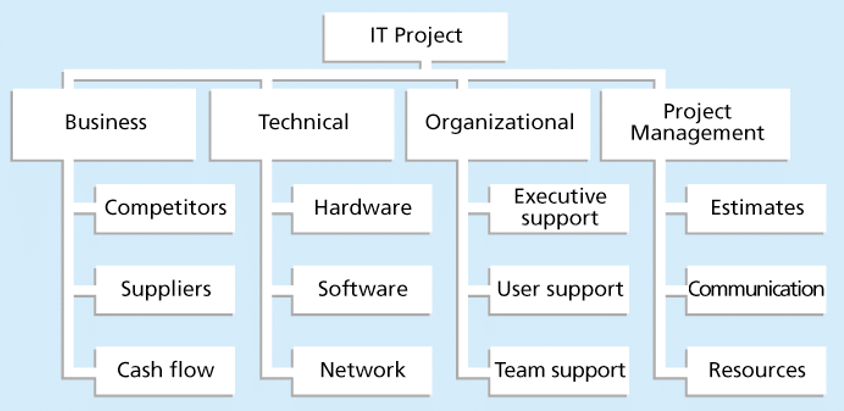 IT Project
Business
Technical
Organizational
Project
Management
Competitors
Hardware
Executive
support
Estimates
Suppliers
Software
User support
Communication
Cash flow
Network
Team support
Resources